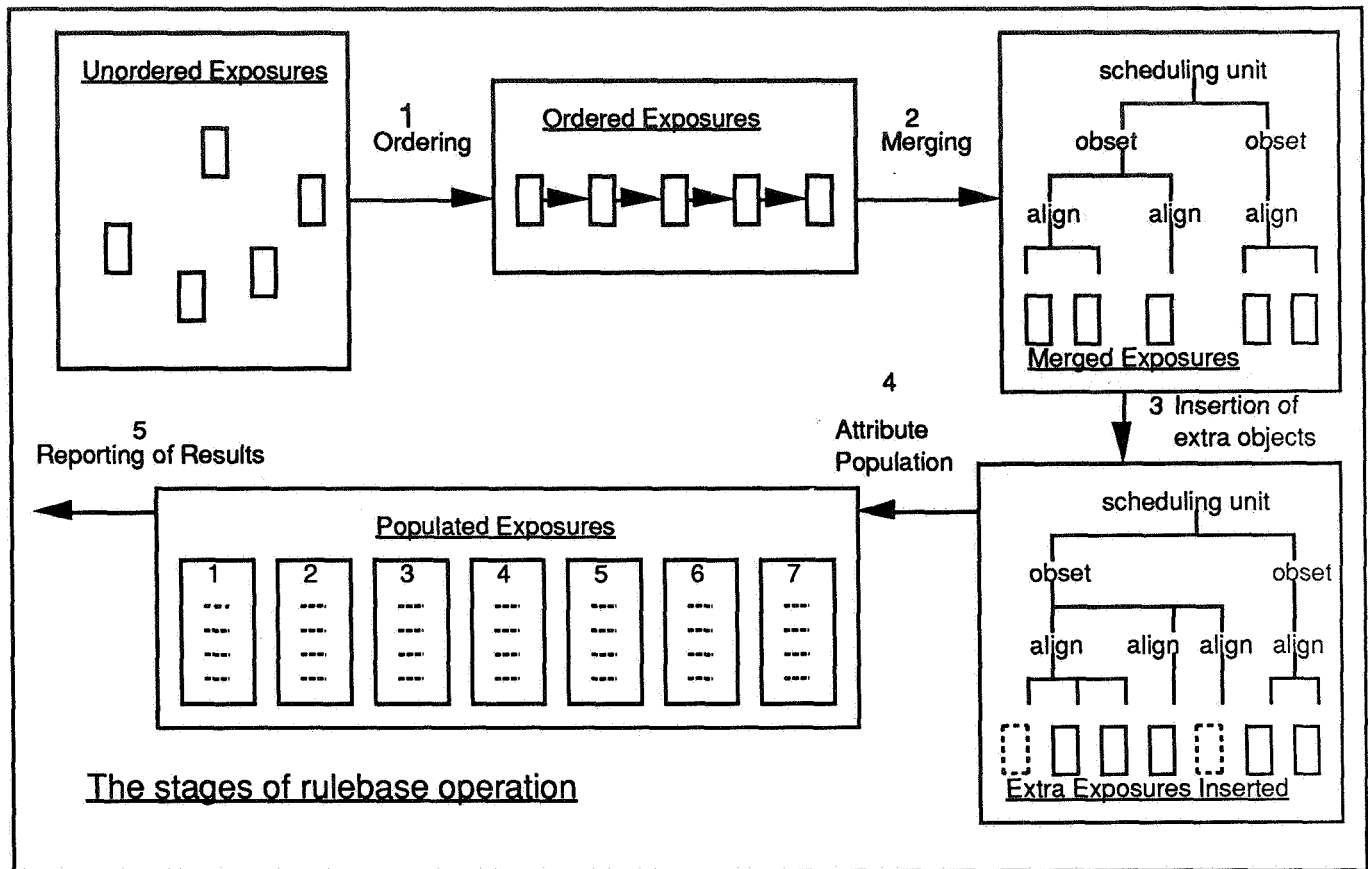 Unordered Exposures
1
Ordering
Ordered Exposures
2
Merging
scheduling unit
obset obset
align align align
Merged Exposures
3 Insertion of
extra objects
scheduling unit
obset obset
align align align align
Extra Exposures Inserted
4
Attribute
Population
Populated Exposures
1 2 3 4 5 6 7
5
Reporting of Results
The stages of rulebase operation